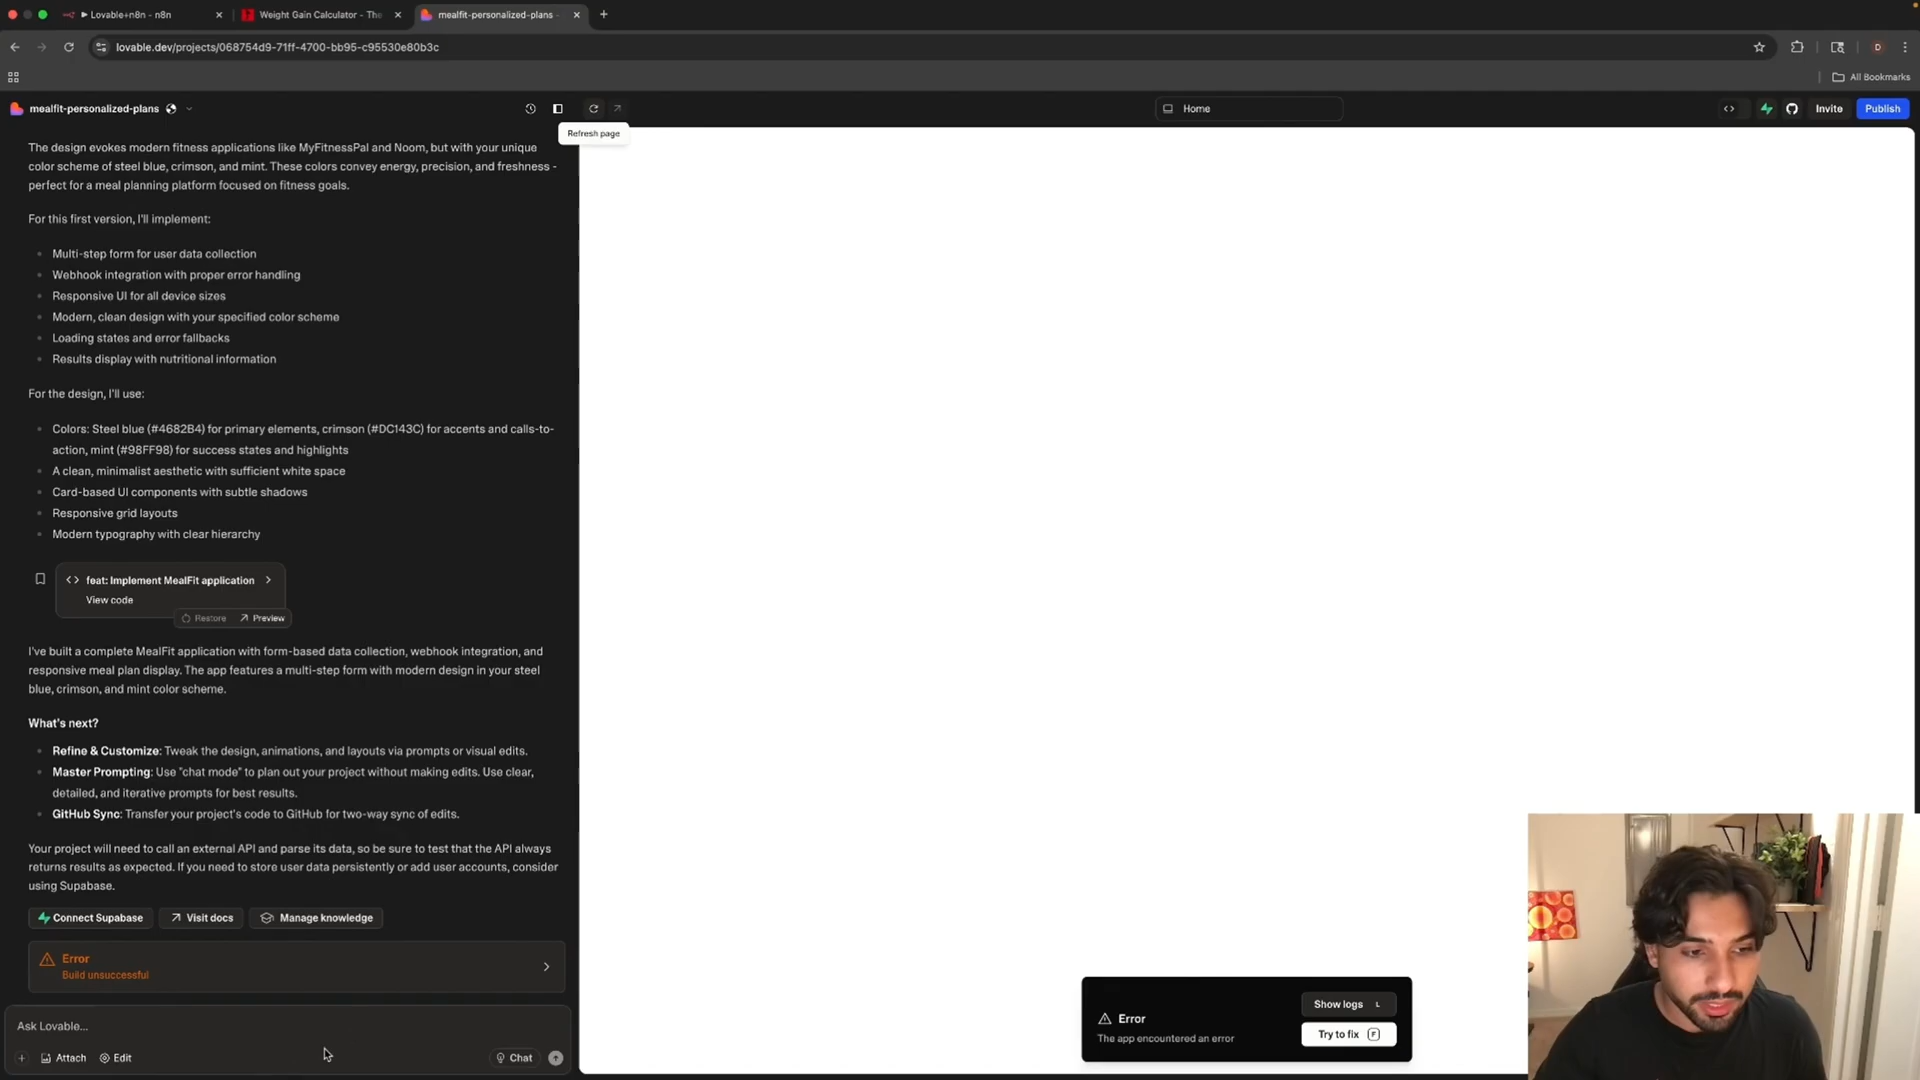 ▶ Lovable+n8n - n8n
Weight Gain Calculator - The
mealfit-personalized-plans -
lovable.dev/projects/068754d9-71ff-4700-bb95-c95530e80b3c
D
All Bookmarks
mealfit-personalized-plans
Home
Invite
Publish
Refresh page
The design evokes modern fitness applications like MyFitnessPal and Noom, but with your unique
color scheme of steel blue, crimson, and mint. These colors convey energy, precision, and freshness -
perfect for a meal planning platform focused on fitness goals.
For this first version, I'll implement:
Multi-step form for user data collection
Webhook integration with proper error handling
Responsive UI for all device sizes
Modern, clean design with your specified color scheme
Loading states and error fallbacks
Results display with nutritional information
For the design, I'll use:
Colors: Steel blue (#4682B4) for primary elements, crimson (#DC143C) for accents and calls-to-
action, mint (#98FF98) for success states and highlights
A clean, minimalist aesthetic with sufficient white space
Card-based UI components with subtle shadows
Responsive grid layouts
Modern typography with clear hierarchy
feat: Implement MealFit application
View code
Restore
Preview
I've built a complete MealFit application with form-based data collection, webhook integration, and
responsive meal plan display. The app features a multi-step form with modern design in your steel
blue, crimson, and mint color scheme.
What's next?
Refine & Customize: Tweak the design, animations, and layouts via prompts or visual edits.
Master Prompting: Use "chat mode" to plan out your project without making edits. Use clear,
detailed, and iterative prompts for best results.
GitHub Sync: Transfer your project's code to GitHub for two-way sync of edits.
Your project will need to call an external API and parse its data, so be sure to test that the API always
returns results as expected. If you need to store user data persistently or add user accounts, consider
using Supabase.
Connect Supabase
Visit docs
Manage knowledge
Error
Build unsuccessful
Ask Lovable...
Attach
Edit
Chat
Error
The app encountered an error
Show logs L
Try to fix F